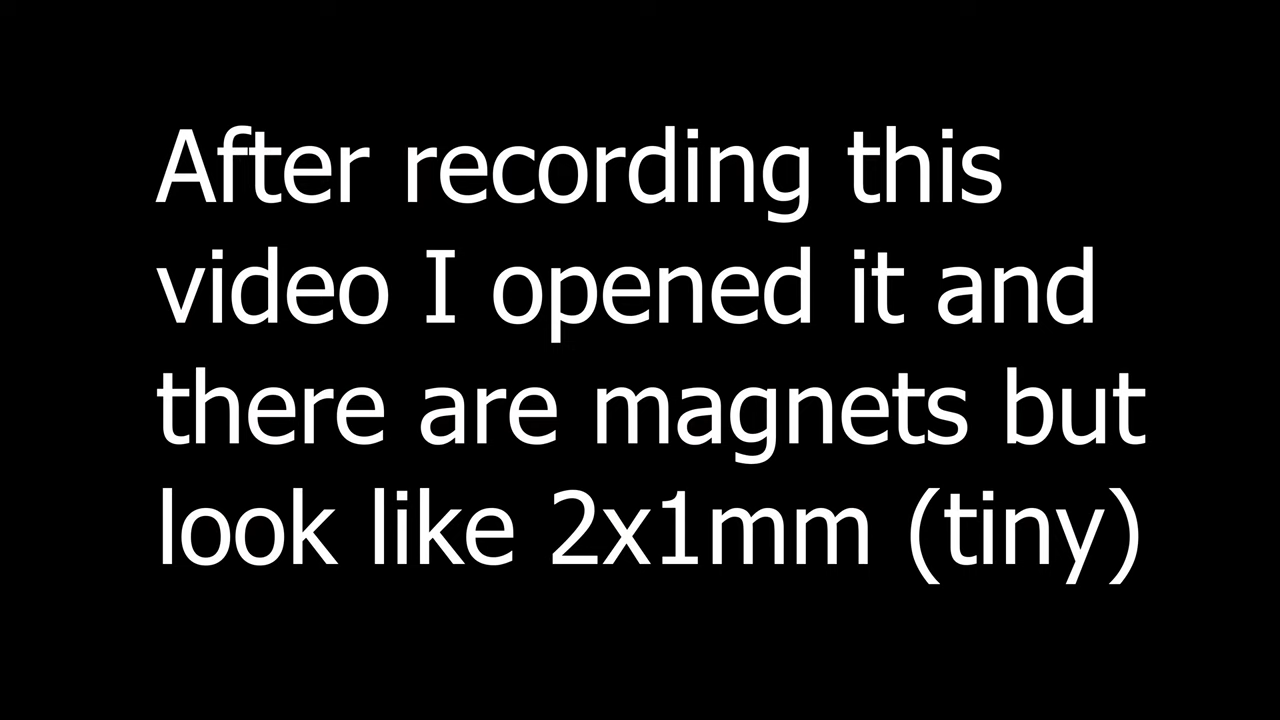 After recording this
video I opened it and
there are magnets but
look like 2x1mm (tiny)